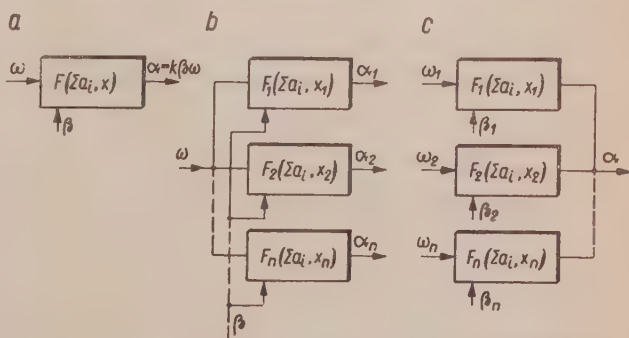 a
ω
F(Σaᵢ, x)
α=kβω
β
b
F₁(Σaᵢ, x₁)
α₁
ω
F₂(Σaᵢ, x₂)
α₂
Fₙ(Σaᵢ, xₙ)
αₙ
β
c
ω₁
F₁(Σaᵢ, x₁)
β₁
ω₂
F₂(Σaᵢ, x₂)
α
β₂
ωₙ
Fₙ(Σaᵢ, xₙ)
βₙ